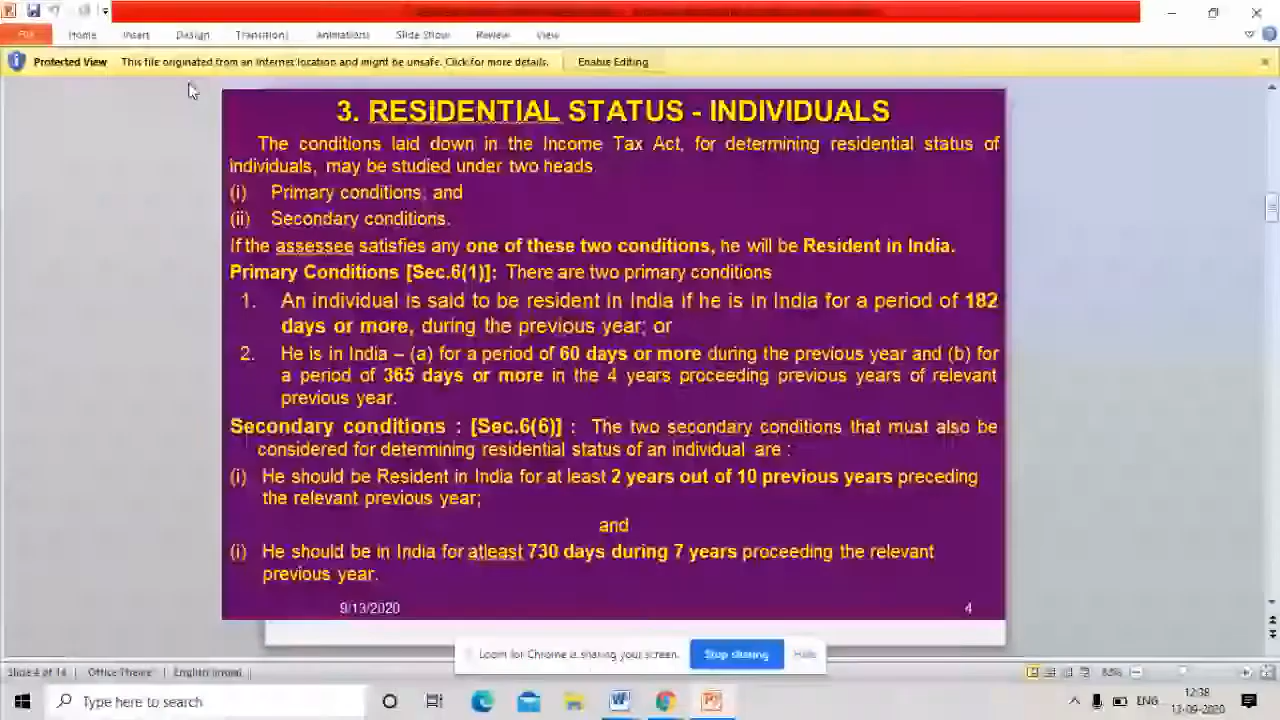 File Home Insert Design Transitions Animations Slide Show Review View
Protected View This file originated from an Internet location and might be unsafe. Click for more details. Enable Editing
3. RESIDENTIAL STATUS - INDIVIDUALS
The conditions laid down in the Income Tax Act, for determining residential status of
individuals, may be studied under two heads
(i) Primary conditions, and
(ii) Secondary conditions.
If the assessee satisfies any one of these two conditions, he will be Resident in India.
Primary Conditions [Sec.6(1)]: There are two primary conditions
1. An individual is said to be resident in India if he is in India for a period of 182
days or more, during the previous year; or
2. He is in India – (a) for a period of 60 days or more during the previous year and (b) for
a period of 365 days or more in the 4 years proceeding previous years of relevant
previous year.
Secondary conditions : [Sec.6(6)] : The two secondary conditions that must also be
considered for determining residential status of an individual are :
(i) He should be Resident in India for at least 2 years out of 10 previous years preceding
the relevant previous year;
and
(i) He should be in India for atleast 730 days during 7 years proceeding the relevant
previous year.
9/13/2020 4
Loom for Chrome is sharing your screen. Stop sharing Hide
Slide 4 of 14 Office Theme English
Type here to search
ENG 12:38
13-09-2020